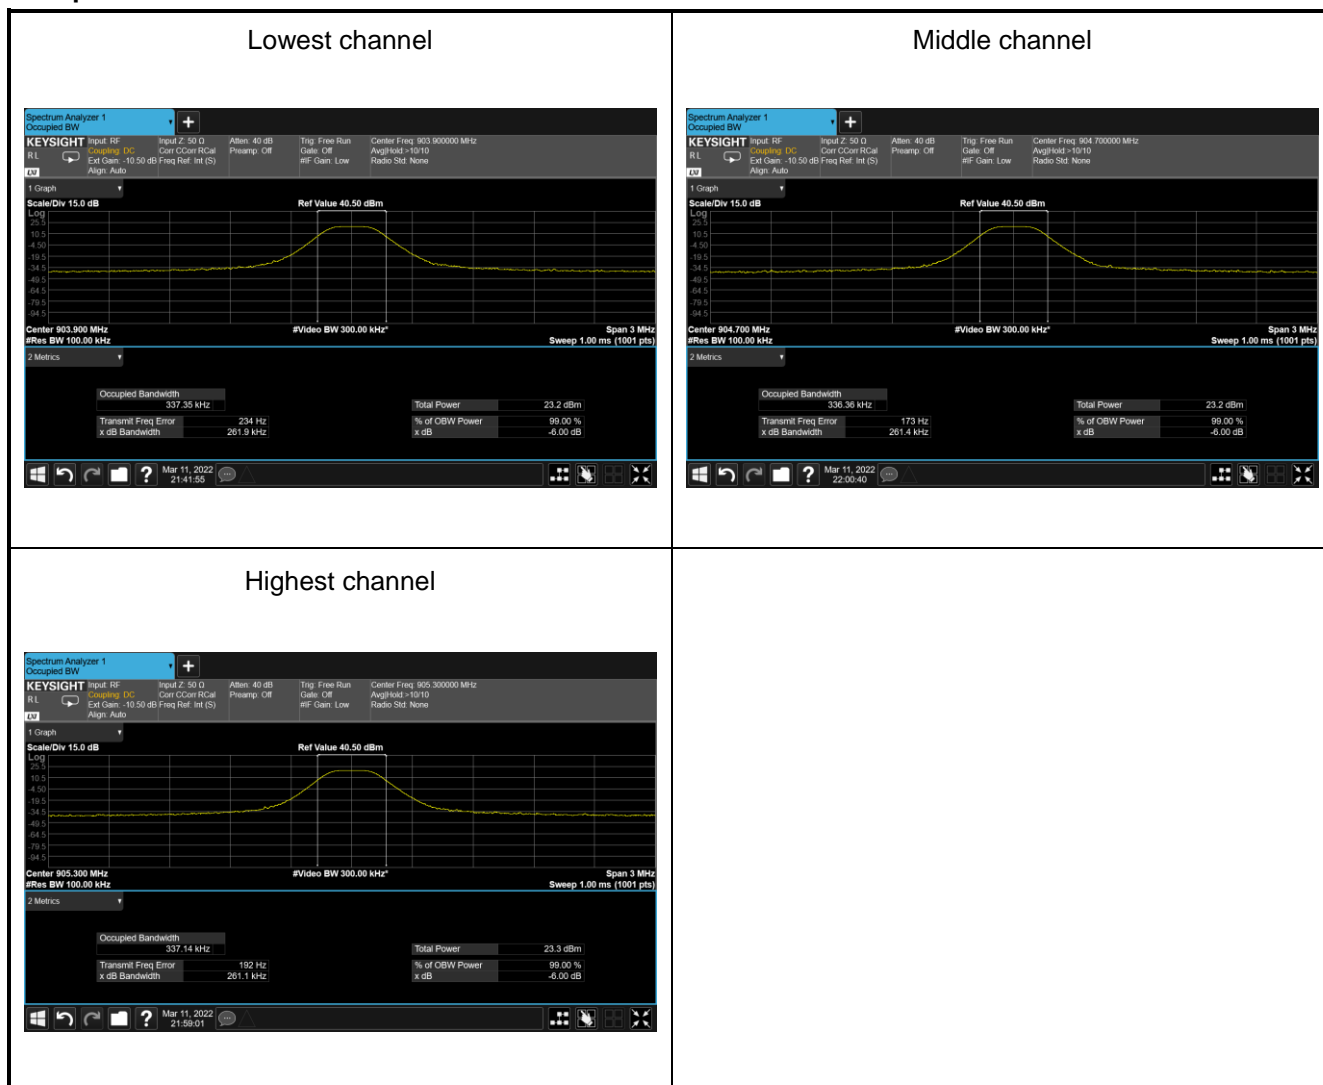 Lowest channel
Spectrum Analyzer 1
Occupied BW
KEYSIGHT Input: RF Input Z: 50 Ω Atten: 40 dB Trig: Free Run Center Freq: 903.900000 MHz
RL Coupling: DC Corr CCorr RCal Preamp: Off Gate: Off Avg|Hold:>10/10
Ext Gain: -10.50 dB Freq Ref: Int (S) #IF Gain: Low Radio Std: None
LXI Align: Auto
1 Graph
Scale/Div 15.0 dB Ref Value 40.50 dBm
Log
25.5
10.5
-4.50
-19.5
-34.5
-49.5
-64.5
-79.5
-94.5
Center 903.900 MHz #Video BW 300.00 kHz* Span 3 MHz
#Res BW 100.00 kHz Sweep 1.00 ms (1001 pts)
2 Metrics
Occupied Bandwidth
337.35 kHz Total Power 23.2 dBm
Transmit Freq Error 234 Hz % of OBW Power 99.00 %
x dB Bandwidth 261.9 kHz x dB -6.00 dB
Mar 11, 2022
21:41:55
Middle channel
Spectrum Analyzer 1
Occupied BW
KEYSIGHT Input: RF Input Z: 50 Ω Atten: 40 dB Trig: Free Run Center Freq: 904.700000 MHz
RL Coupling: DC Corr CCorr RCal Preamp: Off Gate: Off Avg|Hold:>10/10
Ext Gain: -10.50 dB Freq Ref: Int (S) #IF Gain: Low Radio Std: None
LXI Align: Auto
1 Graph
Scale/Div 15.0 dB Ref Value 40.50 dBm
Log
25.5
10.5
-4.50
-19.5
-34.5
-49.5
-64.5
-79.5
-94.5
Center 904.700 MHz #Video BW 300.00 kHz* Span 3 MHz
#Res BW 100.00 kHz Sweep 1.00 ms (1001 pts)
2 Metrics
Occupied Bandwidth
336.36 kHz Total Power 23.2 dBm
Transmit Freq Error 173 Hz % of OBW Power 99.00 %
x dB Bandwidth 261.4 kHz x dB -6.00 dB
Mar 11, 2022
22:00:40
Highest channel
Spectrum Analyzer 1
Occupied BW
KEYSIGHT Input: RF Input Z: 50 Ω Atten: 40 dB Trig: Free Run Center Freq: 905.300000 MHz
RL Coupling: DC Corr CCorr RCal Preamp: Off Gate: Off Avg|Hold:>10/10
Ext Gain: -10.50 dB Freq Ref: Int (S) #IF Gain: Low Radio Std: None
LXI Align: Auto
1 Graph
Scale/Div 15.0 dB Ref Value 40.50 dBm
Log
25.5
10.5
-4.50
-19.5
-34.5
-49.5
-64.5
-79.5
-94.5
Center 905.300 MHz #Video BW 300.00 kHz* Span 3 MHz
#Res BW 100.00 kHz Sweep 1.00 ms (1001 pts)
2 Metrics
Occupied Bandwidth
337.14 kHz Total Power 23.3 dBm
Transmit Freq Error 192 Hz % of OBW Power 99.00 %
x dB Bandwidth 261.1 kHz x dB -6.00 dB
Mar 11, 2022
21:59:01